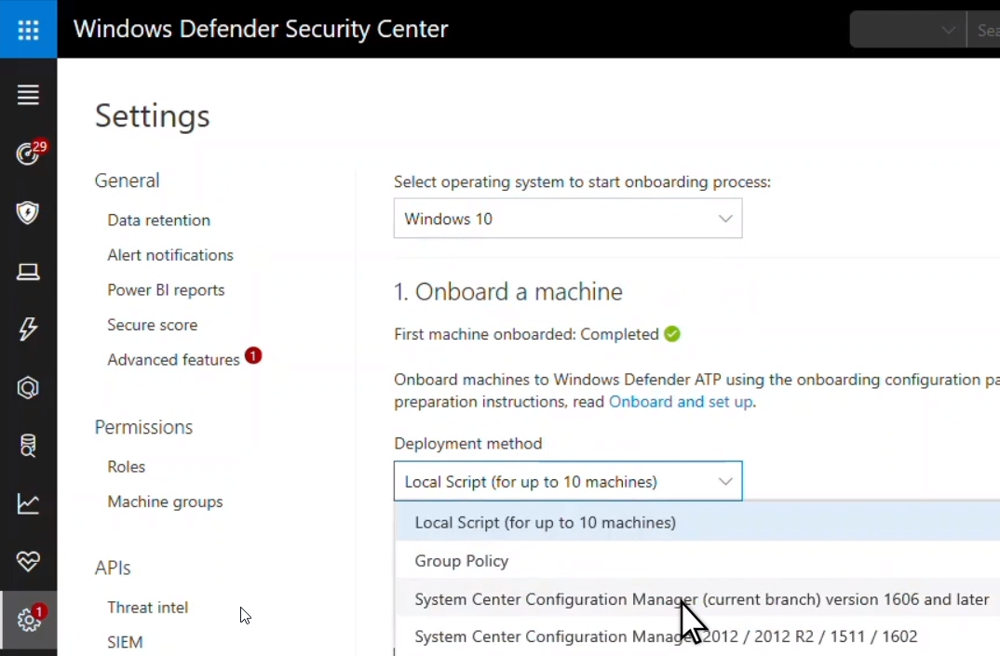 Windows Defender Security Center
Sea
29
1
Settings
General
Data retention
Alert notifications
Power BI reports
Secure score
Advanced features 1
Permissions
Roles
Machine groups
APIs
Threat intel
SIEM
Select operating system to start onboarding process:
Windows 10
1. Onboard a machine
First machine onboarded: Completed
Onboard machines to Windows Defender ATP using the onboarding configuration pa
preparation instructions, read Onboard and set up.
Deployment method
Local Script (for up to 10 machines)
Local Script (for up to 10 machines)
Group Policy
System Center Configuration Manager (current branch) version 1606 and later
System Center Configuration Manager 2012 / 2012 R2 / 1511 / 1602